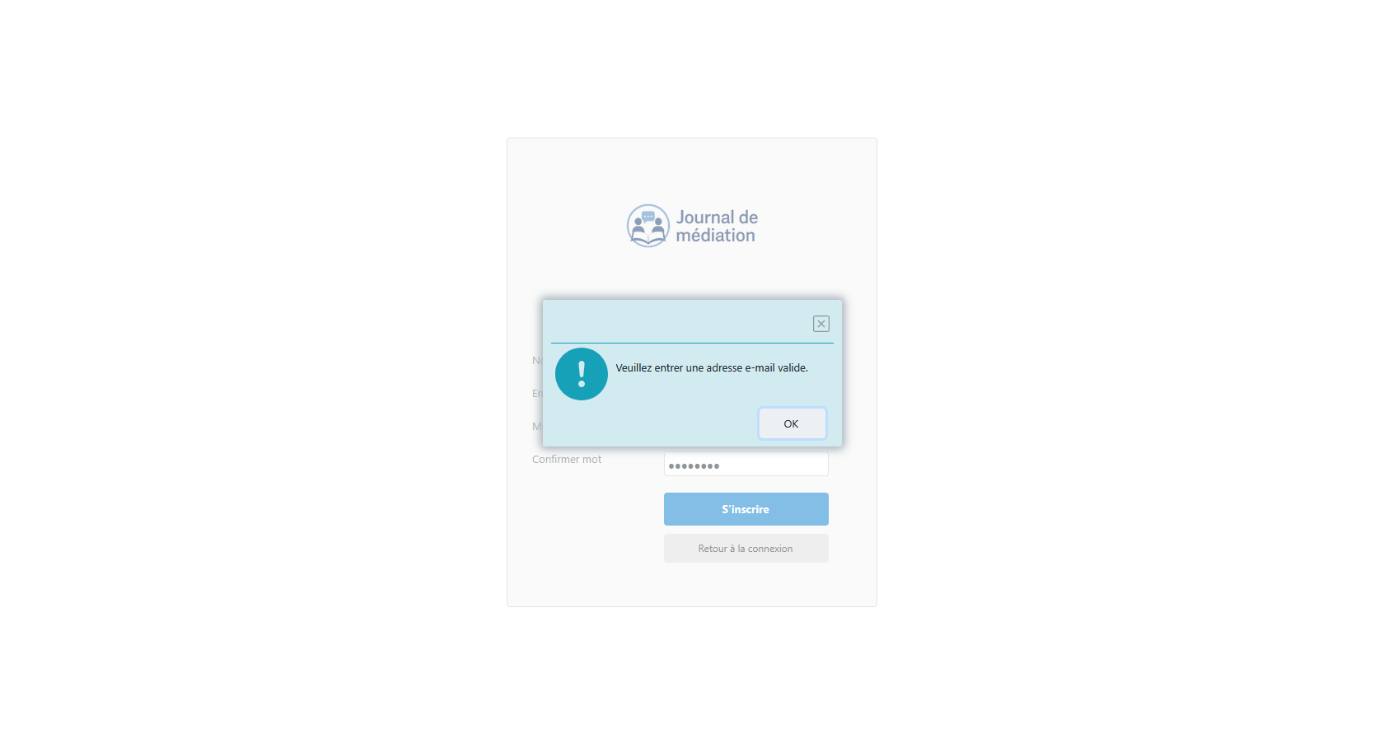 Journal de
médiation
Veuillez entrer une adresse e-mail valide.
OK
Confirmer mot
S'inscrire
Retour à la connexion